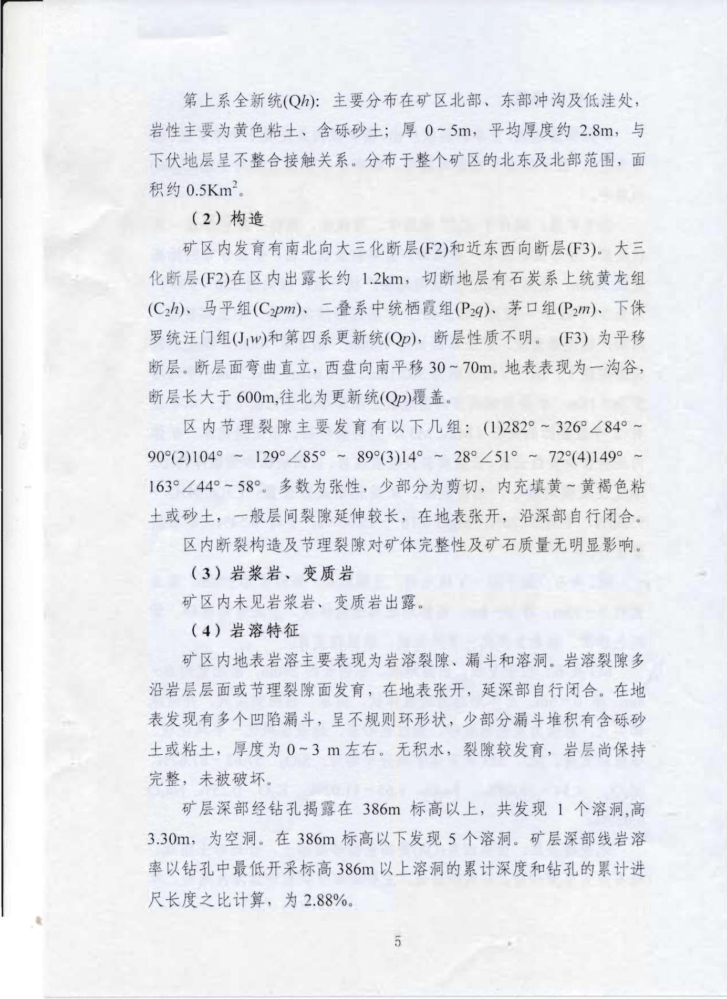 第上系全新统(Qh)：主要分布在矿区北部、东部冲沟及低洼处，
岩性主要为黄色粘土、含砾砂土；厚 0~5m，平均厚度约 2.8m，与
下伏地层呈不整合接触关系。分布于整个矿区的北东及北部范围，面
积约 0.5Km²。
（2）构造
矿区内发育有南北向大三化断层(F2)和近东西向断层(F3)。大三
化断层(F2)在区内出露长约 1.2km，切断地层有石炭系上统黄龙组
(C₂h)、马平组(C₂pm)、二叠系中统栖霞组(P₂q)、茅口组(P₂m)、下侏
罗统汪门组(J₁w)和第四系更新统(Qp)，断层性质不明。 (F3) 为平移
断层。断层面弯曲直立，西盘向南平移 30~70m。地表表现为一沟谷，
断层长大于 600m,往北为更新统(Qp)覆盖。
区内节理裂隙主要发育有以下几组：(1)282°~326°∠84°~
90°(2)104° ~ 129°∠85° ~ 89°(3)14° ~ 28°∠51° ~ 72°(4)149° ~
163°∠44°~58°。多数为张性，少部分为剪切，内充填黄~黄褐色粘
土或砂土，一般层间裂隙延伸较长，在地表张开，沿深部自行闭合。
区内断裂构造及节理裂隙对矿体完整性及矿石质量无明显影响。
（3）岩浆岩、变质岩
矿区内未见岩浆岩、变质岩出露。
（4）岩溶特征
矿区内地表岩溶主要表现为岩溶裂隙、漏斗和溶洞。岩溶裂隙多
沿岩层层面或节理裂隙面发育，在地表张开，延深部自行闭合。在地
表发现有多个凹陷漏斗，呈不规则环形状，少部分漏斗堆积有含砾砂
土或粘土，厚度为 0~3 m 左右。无积水，裂隙较发育，岩层尚保持
完整，未被破坏。
矿层深部经钻孔揭露在 386m 标高以上，共发现 1 个溶洞,高
3.30m，为空洞。在 386m 标高以下发现 5 个溶洞。矿层深部线岩溶
率以钻孔中最低开采标高 386m 以上溶洞的累计深度和钻孔的累计进
尺长度之比计算，为 2.88%。
5